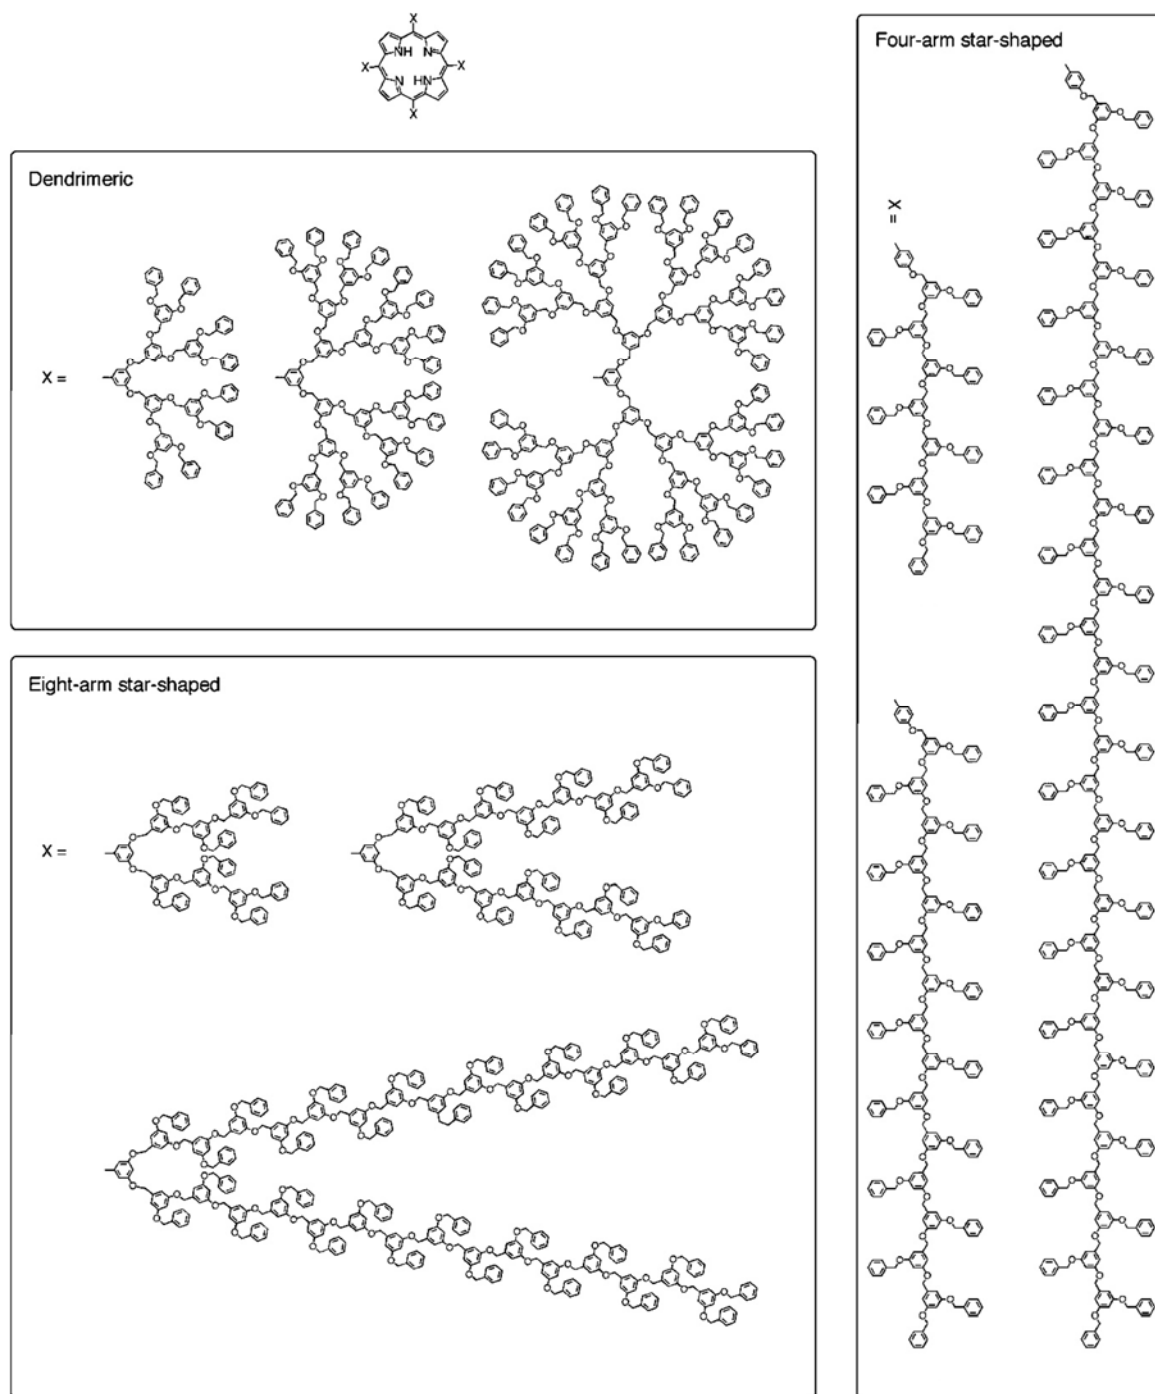 X
NH
N
X
X
N
HN
X
Dendrimeric
X =
Eight-arm star-shaped
X =
Four-arm star-shaped
X =